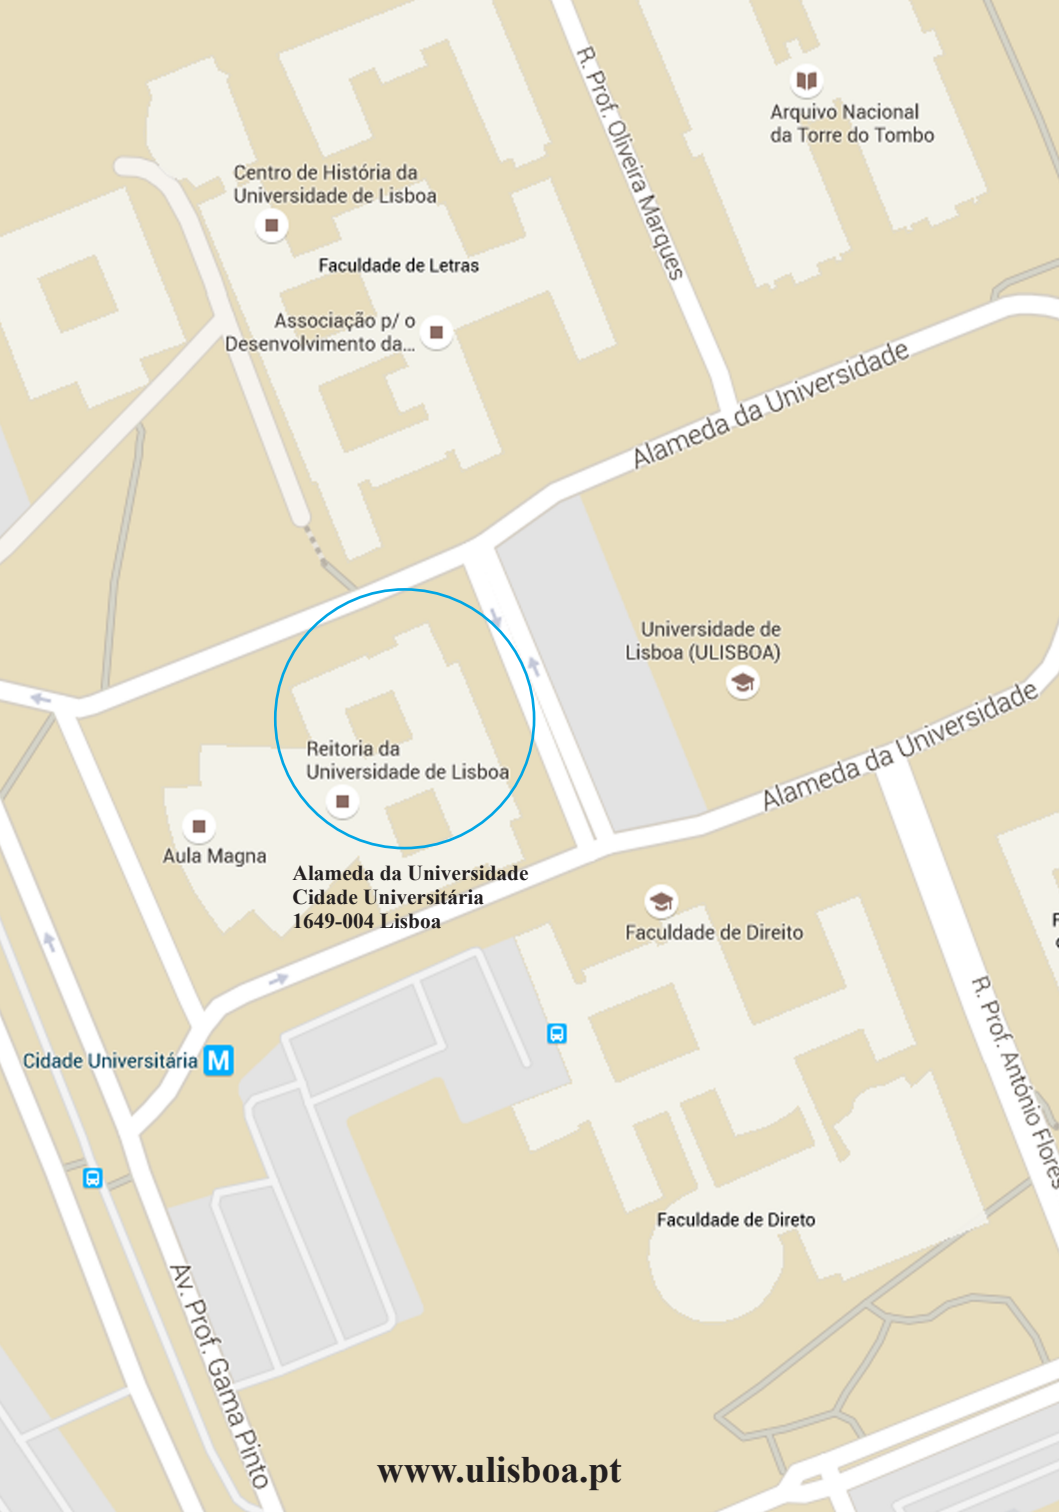 R. Prof. Oliveira Marques
Arquivo Nacional
da Torre do Tombo
Centro de História da
Universidade de Lisboa
Faculdade de Letras
Associação p/ o
Desenvolvimento da...
Alameda da Universidade
Universidade de
Lisboa (ULISBOA)
Alameda da Universidade
Reitoria da
Universidade de Lisboa
Aula Magna
Alameda da Universidade
Cidade Universitária
1649-004 Lisboa
Faculdade de Direito
R. Prof. António Flores
Cidade Universitária M
Faculdade de Direto
Av. Prof. Gama Pinto
www.ulisboa.pt